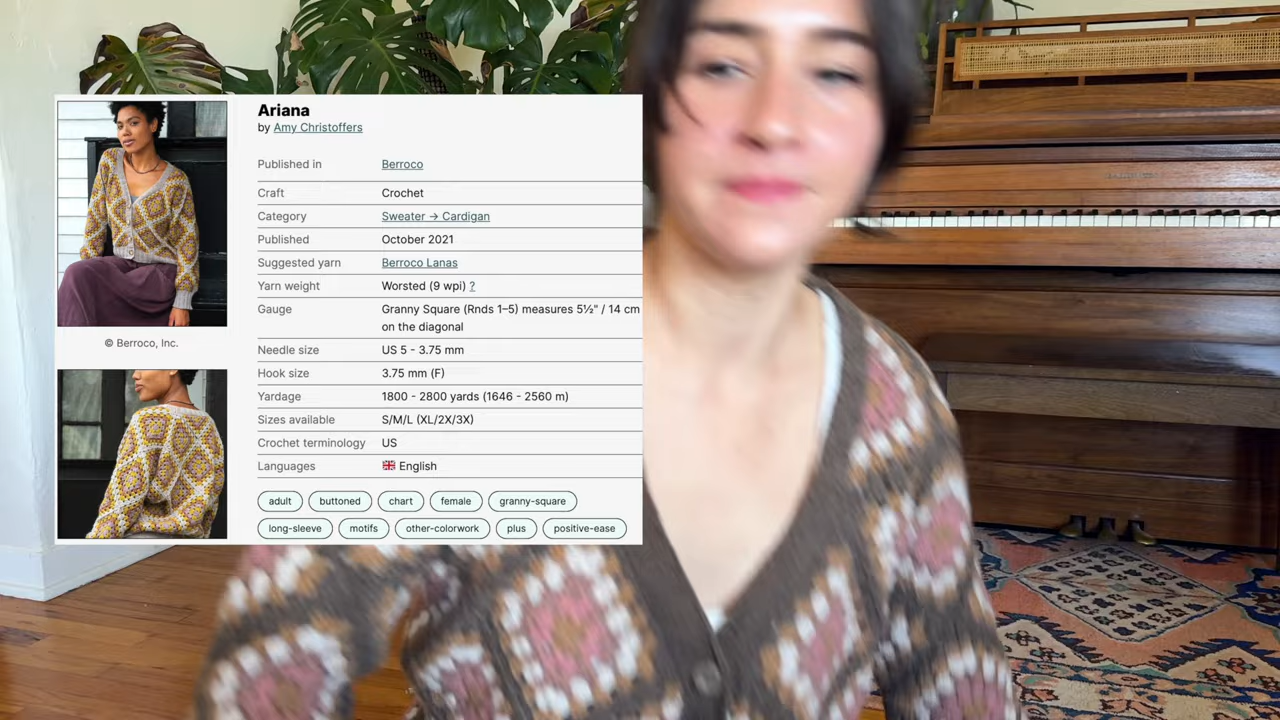 Ariana
by Amy Christoffers
Published in Berroco
Craft Crochet
Category Sweater → Cardigan
Published October 2021
Suggested yarn Berroco Lanas
Yarn weight Worsted (9 wpi) ?
Gauge Granny Square (Rnds 1–5) measures 5½" / 14 cm
on the diagonal
Needle size US 5 - 3.75 mm
Hook size 3.75 mm (F)
Yardage 1800 - 2800 yards (1646 - 2560 m)
Sizes available S/M/L (XL/2X/3X)
Crochet terminology US
Languages English
© Berroco, Inc.
adult buttoned chart female granny-square
long-sleeve motifs other-colorwork plus positive-ease